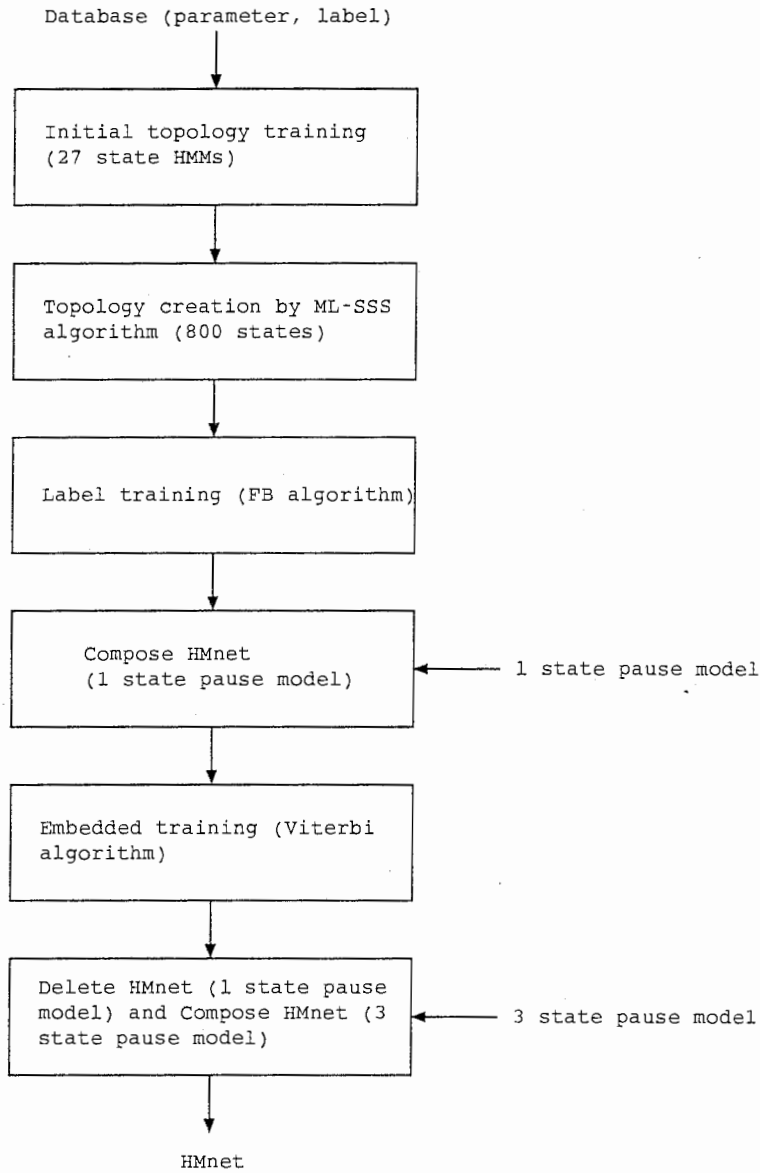 Database (parameter, label)
Initial topology training
(27 state HMMs)
Topology creation by ML-SSS
algorithm (800 states)
Label training (FB algorithm)
Compose HMnet
(1 state pause model)
1 state pause model
Embedded training (Viterbi
algorithm)
Delete HMnet (1 state pause
model) and Compose HMnet (3
state pause model)
3 state pause model
HMnet